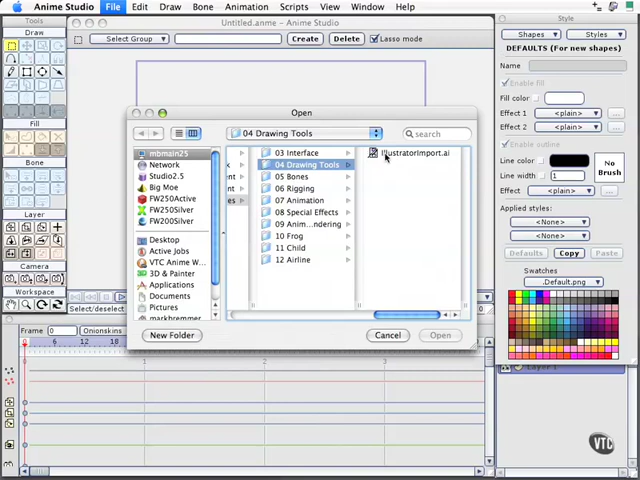 Anime Studio File Edit Draw Bone Animation Scripts View Window Help
Tools
Draw
Fill
Bone
Layer
Camera
Workspace
Untitled.anme - Anime Studio
Select Group
Create
Delete
Lasso mode
Open
04 Drawing Tools
search
mbmain25
Network
Studio2.5
Big Moe
FW250Active
FW250Silver
FW200Silver
Desktop
Active Jobs
VTC Anime W...
3D & Painter
Applications
Documents
Pictures
markbremmer
03 Interface
04 Drawing Tools
05 Bones
06 Rigging
07 Animation
08 Special Effects
09 Anim...ndering
10 Frog
11 Child
12 Airline
IllustratorImport.ai
New Folder
Cancel
Open
Style
Shapes
Styles
DEFAULTS (For new shapes)
Name
Enable fill
Fill color
Effect 1 <plain>
Effect 2 <plain>
Enable outline
Line color
Line width 1
No Brush
Effect <plain>
Applied styles:
<None>
<None>
Defaults
Copy
Paste
Swatches
.Default.png
Select/deselect
Frame 0
Onionskins
0 6 12 18
1 2 3
Layer 1
VTC